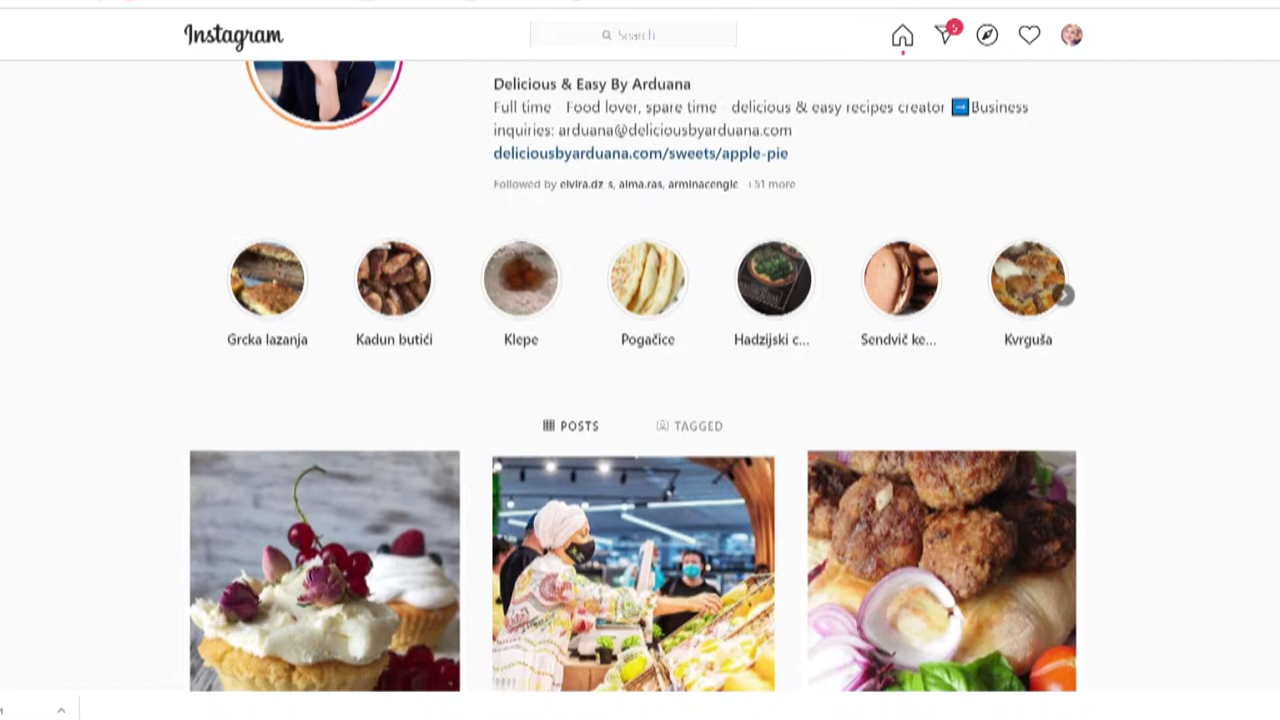 Instagram
Search
5
Delicious & Easy By Arduana
Full time Food lover, spare time delicious & easy recipes creator ➡Business
inquiries: arduana@deliciousbyarduana.com
deliciousbyarduana.com/sweets/apple-pie
Followed by elvira.dz_s, alma.ras, arminacengic +51 more
Grcka lazanja
Kadun butići
Klepe
Pogačice
Hadzijski c...
Sendvič ke...
Kvrguša
POSTS
TAGGED